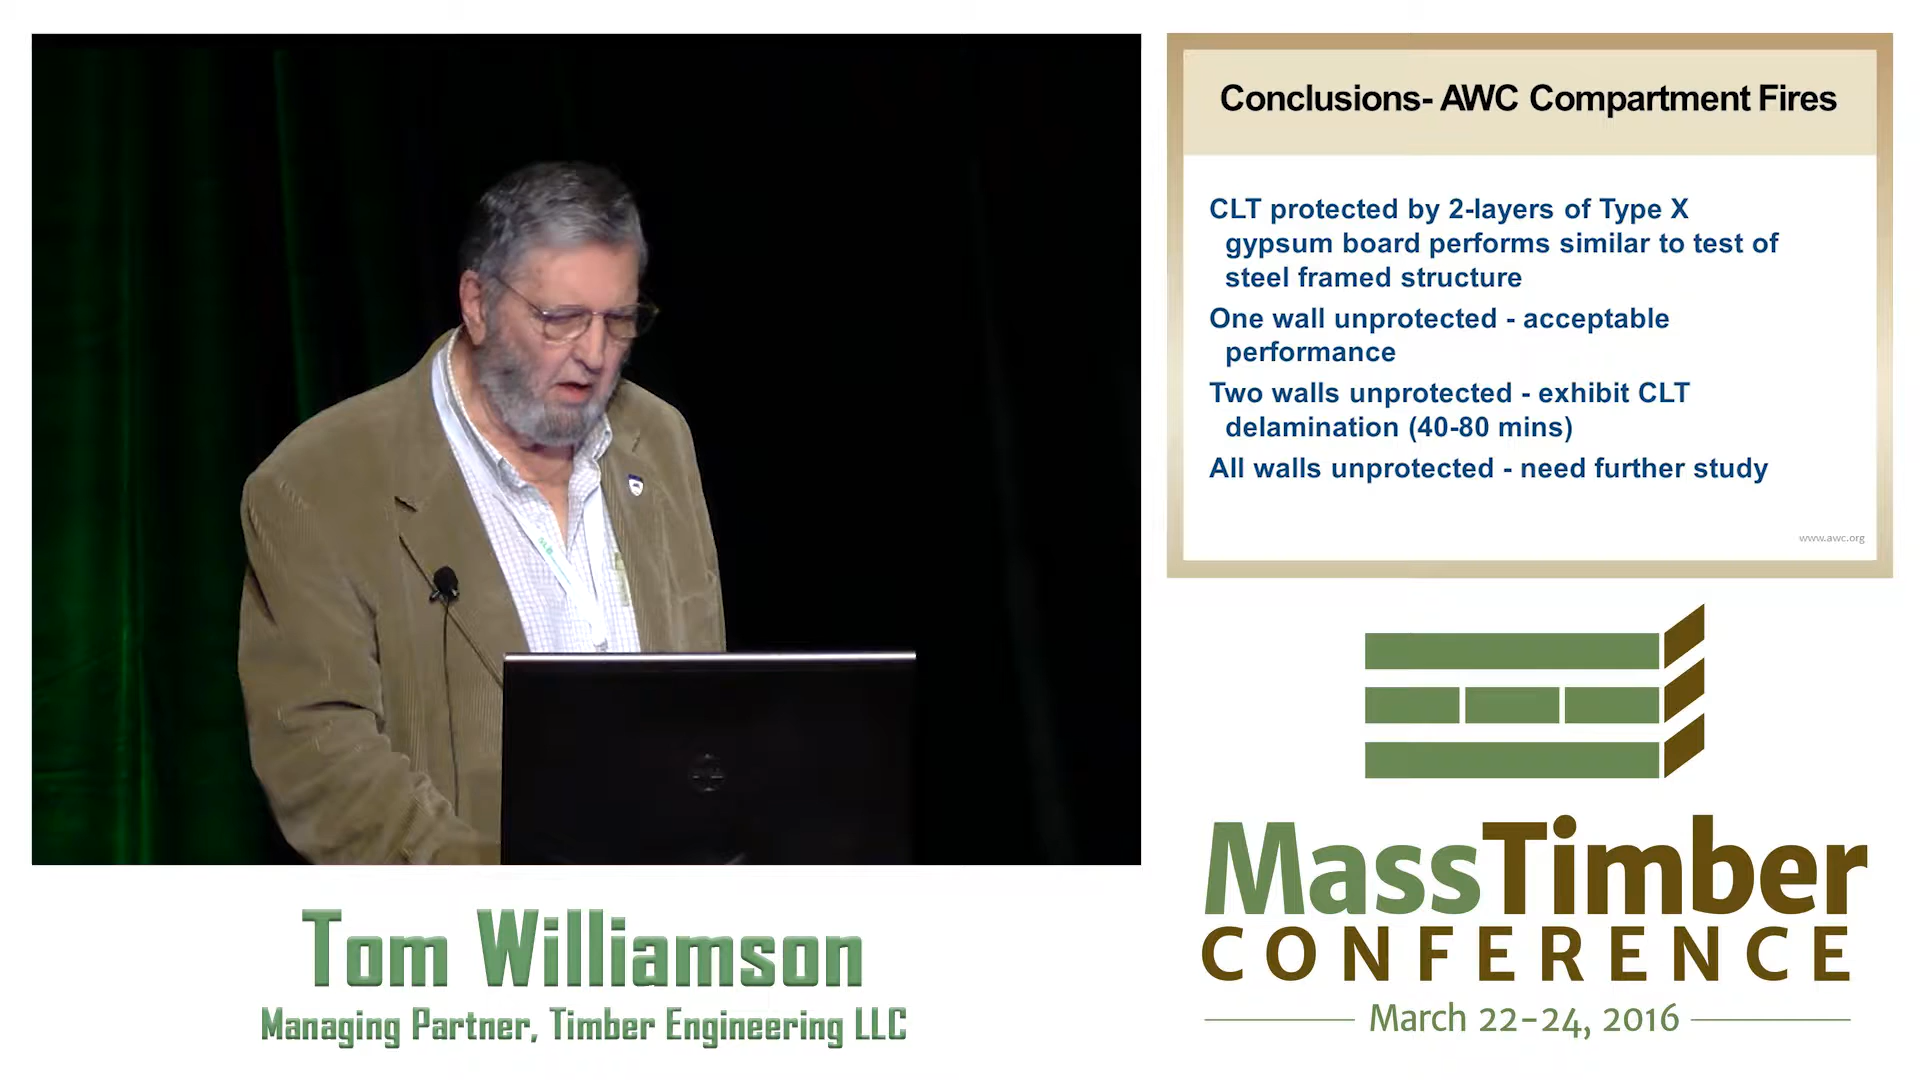 Conclusions- AWC Compartment Fires
CLT protected by 2-layers of Type X
gypsum board performs similar to test of
steel framed structure
One wall unprotected - acceptable
performance
Two walls unprotected - exhibit CLT
delamination (40-80 mins)
All walls unprotected - need further study
www.awc.org
MassTimber
CONFERENCE
March 22-24, 2016
Tom Williamson
Managing Partner, Timber Engineering LLC